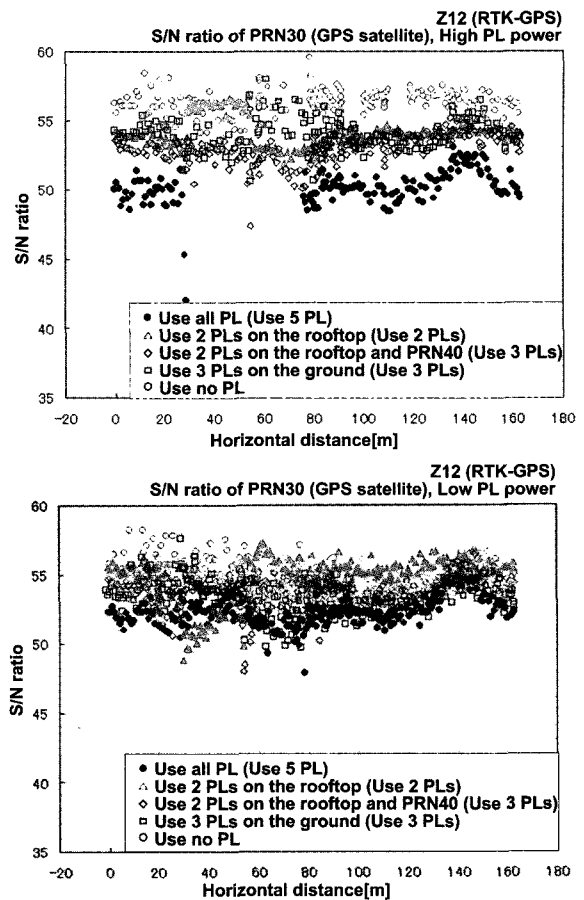 Z12 (RTK-GPS)
S/N ratio of PRN30 (GPS satellite), High PL power
60
55
50
45
40
35
S/N ratio
Use all PL (Use 5 PL)
Use 2 PLs on the rooftop (Use 2 PLs)
Use 2 PLs on the rooftop and PRN40 (Use 3 PLs)
Use 3 PLs on the ground (Use 3 PLs)
Use no PL
-20 0 20 40 60 80 100 120 140 160 180
Horizontal distance[m]
Z12 (RTK-GPS)
S/N ratio of PRN30 (GPS satellite), Low PL power
60
55
50
45
40
35
S/N ratio
Use all PL (Use 5 PL)
Use 2 PLs on the rooftop (Use 2 PLs)
Use 2 PLs on the rooftop and PRN40 (Use 3 PLs)
Use 3 PLs on the ground (Use 3 PLs)
Use no PL
-20 0 20 40 60 80 100 120 140 160 180
Horizontal distance[m]